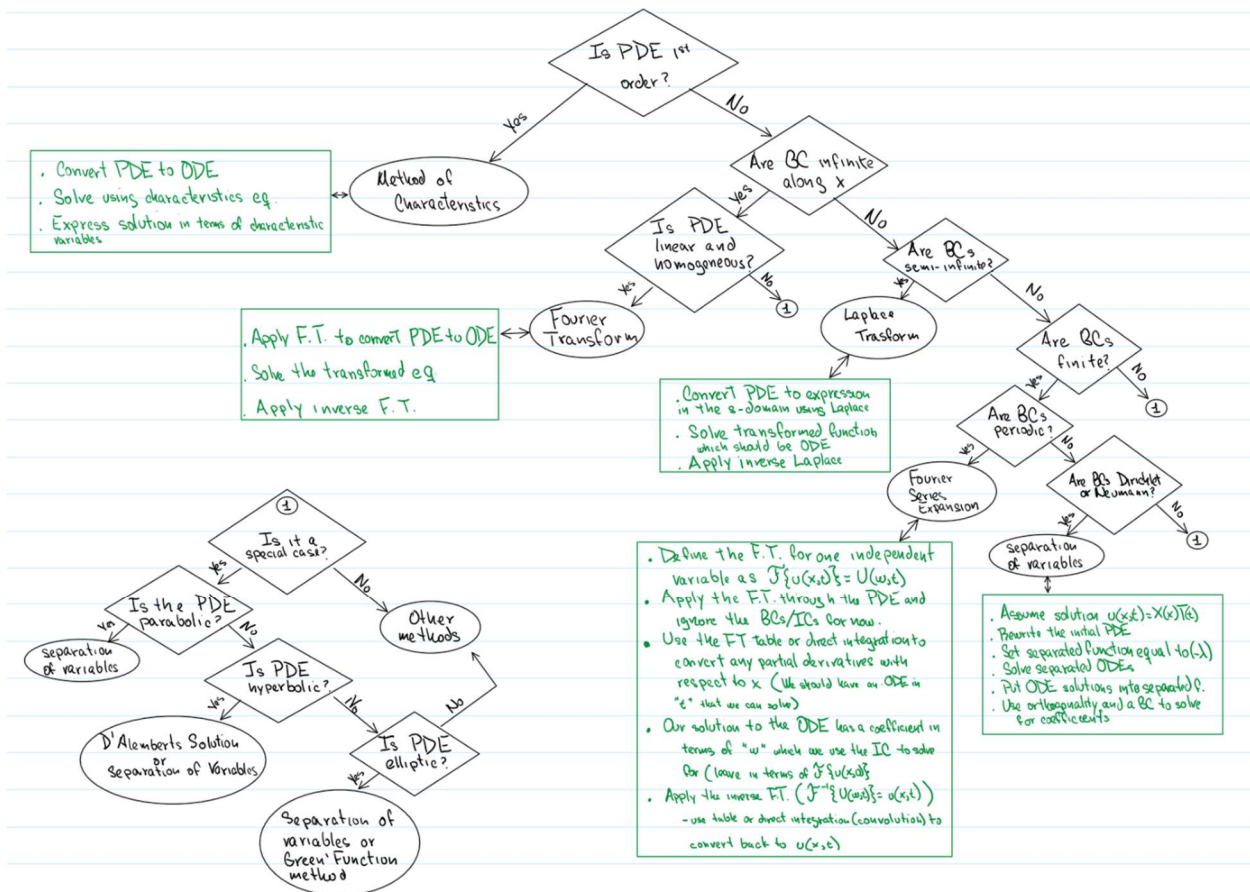 Is PDE 1st
order?
Yes
No
. Convert PDE to ODE
. Solve using characteristics eq.
. Express solution in terms of characteristic
variables
Method of
Characteristics
Are BC infinite
along x
Yes
No
Is PDE
linear and
homogeneous?
Yes
No
1
Fourier
Transform
. Apply F.T. to convert PDE to ODE
. Solve the transformed eq.
. Apply inverse F.T.
Are BCs
semi-infinite?
Yes
No
Laplace
Trasform
. Convert PDE to expression
in the s-domain using Laplace
. Solve transformed function
which should be ODE
. Apply inverse Laplace
Are BCs
finite?
Yes
No
1
Are BCs
periodic?
Yes
No
Fourier
Series
Expansion
Are BCs Dirichlet
or Neumann?
Yes
No
1
separation
of variables
• Define the F.T. for one independent
variable as ℱ{u(x,t)} = U(w,t)
• Apply the F.T. through the PDE and
ignore the BCs/ICs for now.
• Use the FT table or direct integration to
convert any partial derivatives with
respect to x (We should have an ODE in
"t" that we can solve)
• Our solution to the ODE has a coefficient in
terms of "w" which we use the IC to solve
for (leave in terms of ℱ{u(x,0)}
• Apply the inverse F.T. (ℱ⁻¹{U(w,t)} = u(x,t))
- use table or direct integration (convolution) to
convert back to u(x,t)
. Assume solution u(x,t)=X(x)T(t)
. Rewrite the initial PDE
. Set separated function equal to (-λ)
. Solve separated ODEs
. Put ODE solutions into separated f.
. Use orthogonality and a BC to solve
for coefficients
1
Is it a
special case?
Yes
No
Is the PDE
parabolic?
Yes
No
Other
methods
separation
of variables
Is PDE
hyperbolic?
Yes
No
No
D'Alemberts Solution
or
Separation of Variables
Is PDE
elliptic?
Yes
Separation of
variables or
Green' Function
method